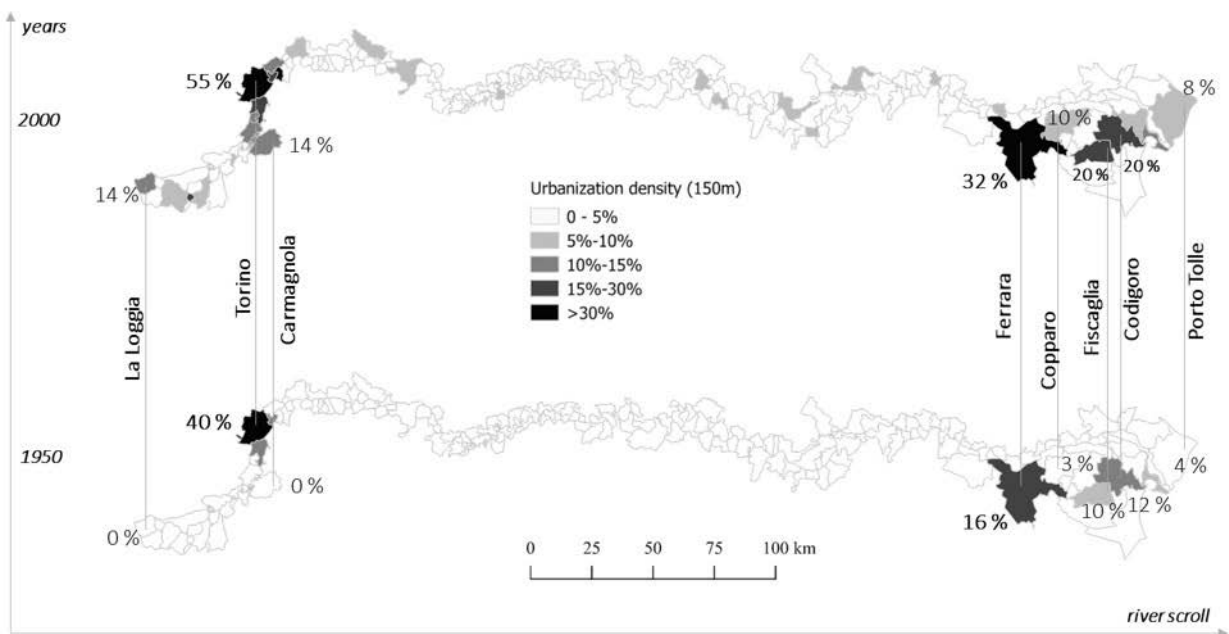 years
55 %
2000
14 %
14 %
10 %
8 %
32 %
20 %
20 %
Urbanization density (150m)
0 - 5%
5%-10%
10%-15%
15%-30%
>30%
La Loggia
Torino
Carmagnola
Ferrara
Copparo
Fiscaglia
Codigoro
Porto Tolle
40 %
1950
0 %
0 %
3 %
4 %
16 %
10 %
12 %
0 25 50 75 100 km
river scroll